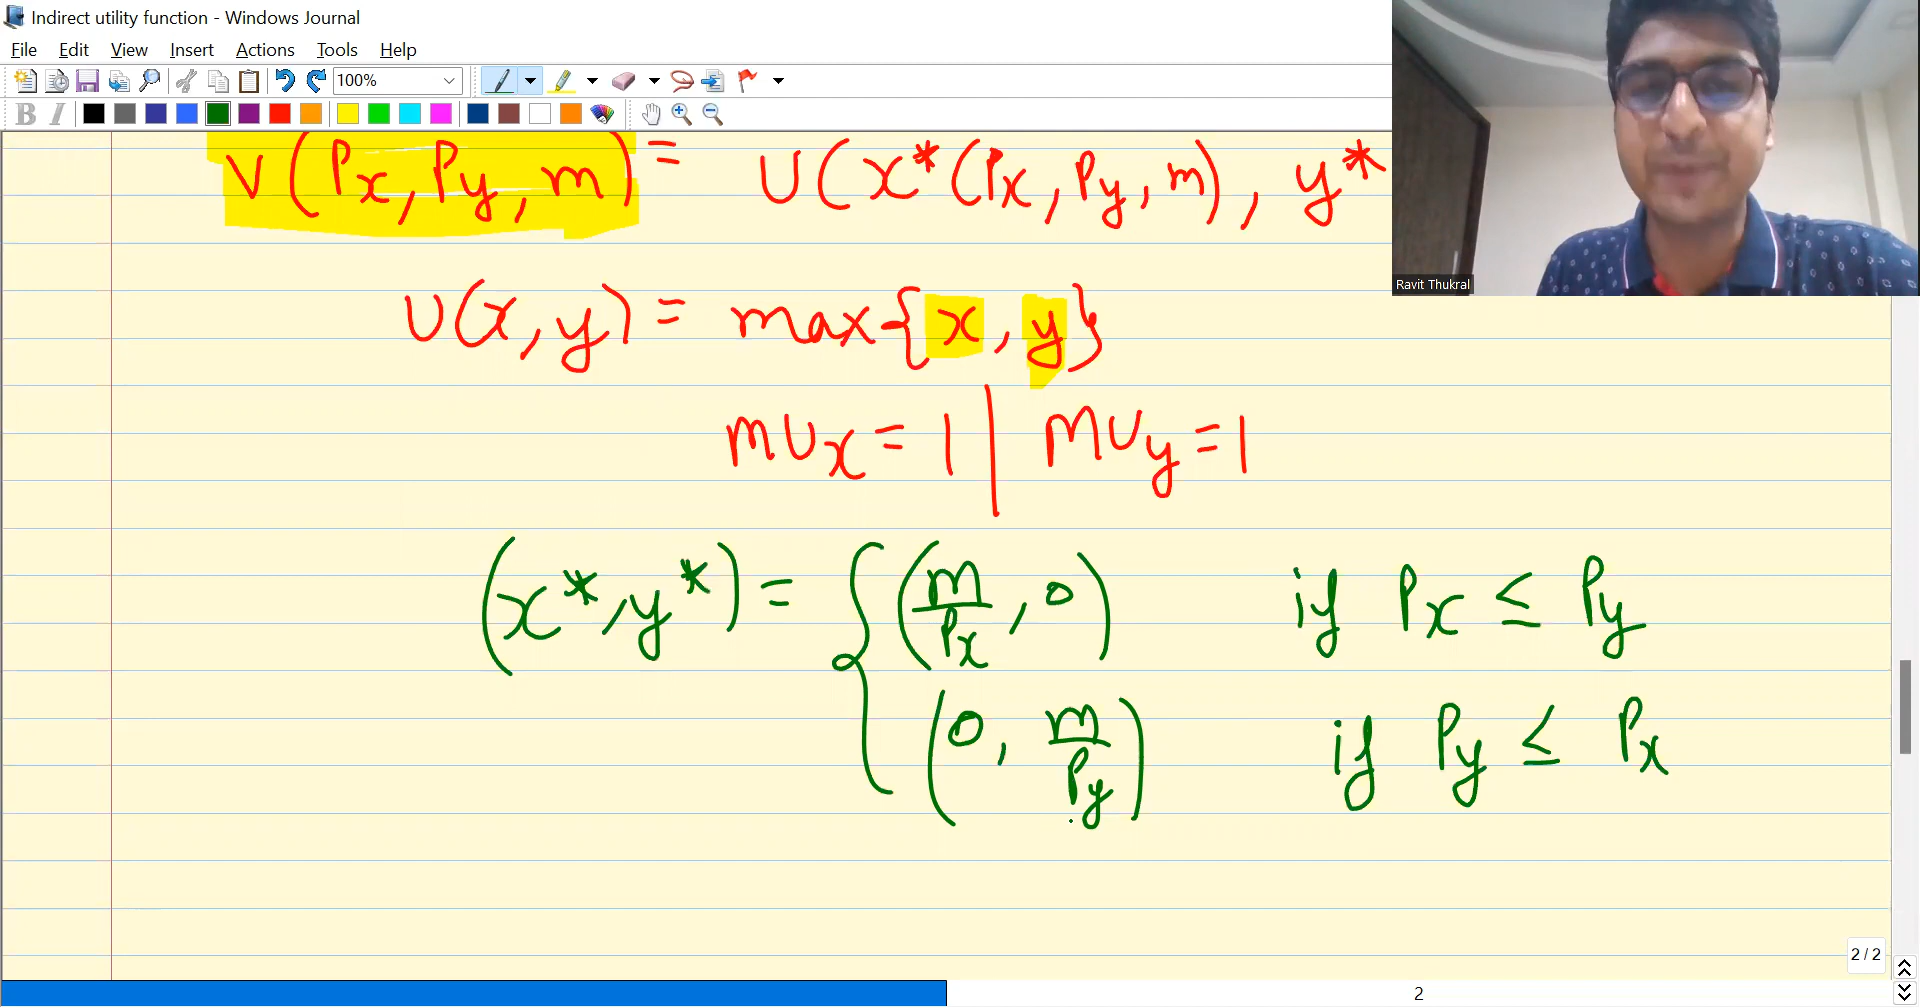 Indirect utility function - Windows Journal
File Edit View Insert Actions Tools Help
100%
B I
V(Px, Py, m) = U(x*(Px, Py, m), y*
Ravit Thukral
U(x, y) = max{x, y}
MUx = 1 | MUy = 1
(x*, y*) = { (m/Px, 0) if Px ≤ Py
(0, m/Py) if Py ≤ Px
2 / 2
2